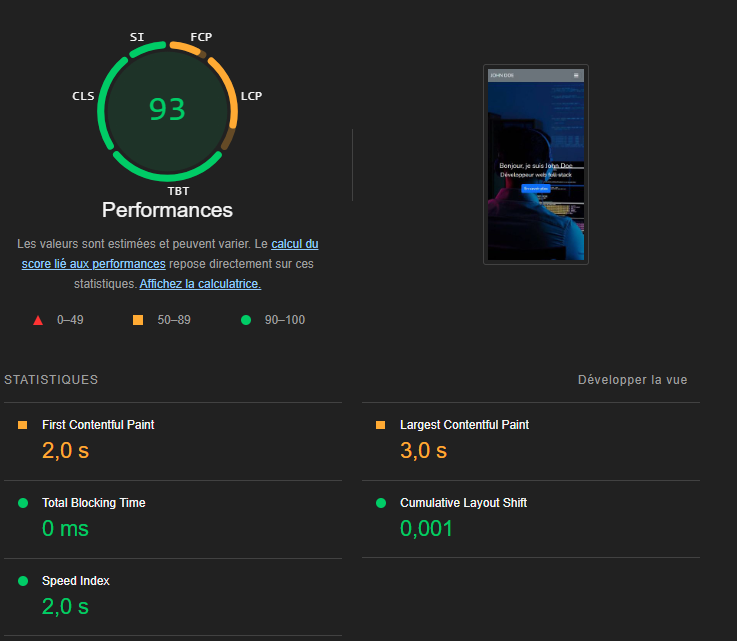 SI
FCP
CLS
LCP
93
TBT
Performances
Les valeurs sont estimées et peuvent varier. Le calcul du
score lié aux performances repose directement sur ces
statistiques. Affichez la calculatrice.
0–49
50–89
90–100
JOHN DOE
Bonjour, je suis John Doe
Développeur web full stack
STATISTIQUES
Développer la vue
First Contentful Paint
2,0 s
Largest Contentful Paint
3,0 s
Total Blocking Time
0 ms
Cumulative Layout Shift
0,001
Speed Index
2,0 s